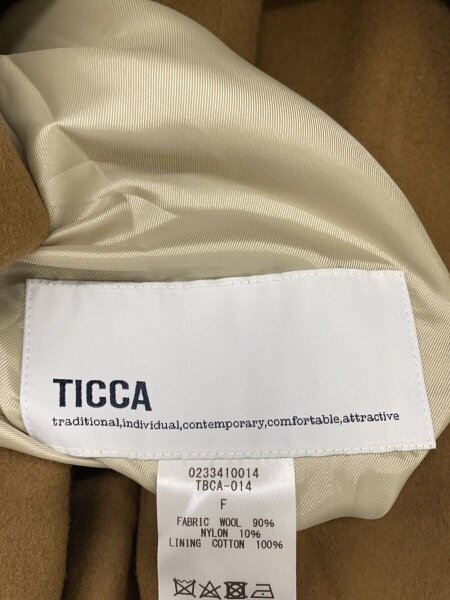 TICCA
traditional,individual,contemporary,comfortable,attractive
0233410014
TBCA-014
F
FABRIC WOOL 90%
NYLON 10%
LINING COTTON 100%